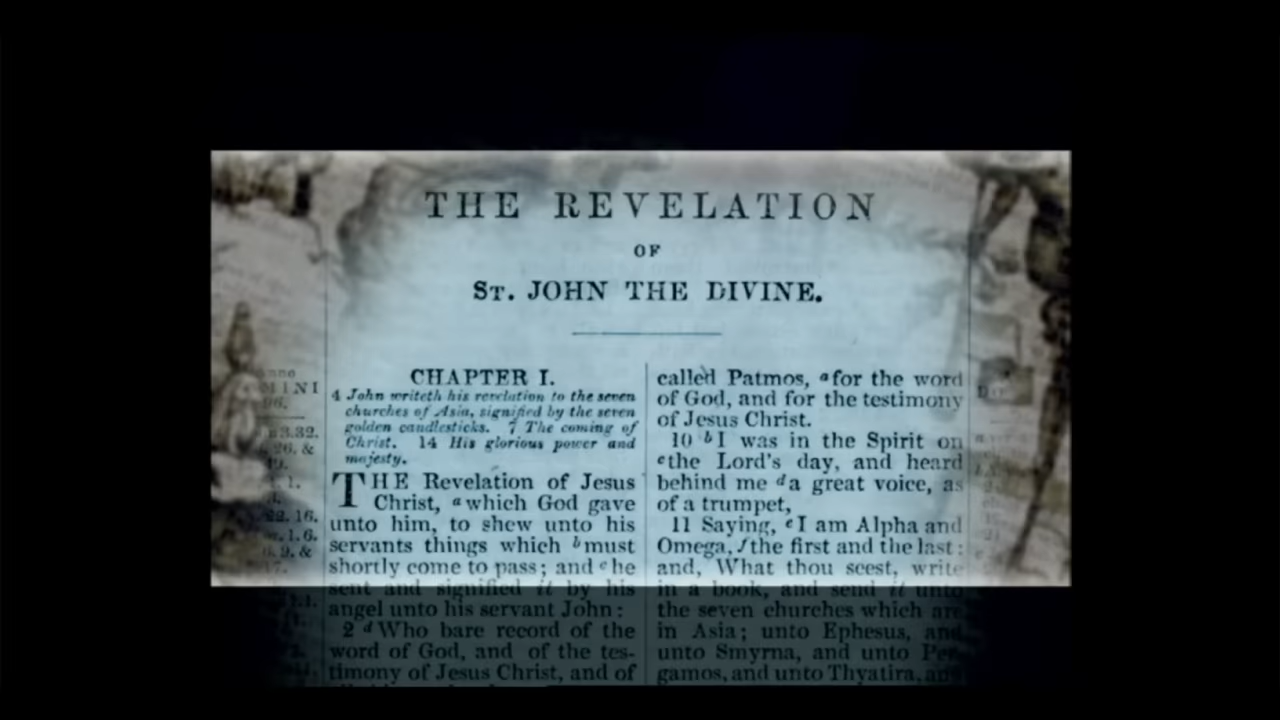 THE REVELATION
OF
ST. JOHN THE DIVINE.
CHAPTER I.
4 John writeth his revelation to the seven
churches of Asia, signified by the seven
golden candlesticks. 7 The coming of
Christ. 14 His glorious power and
majesty.
THE Revelation of Jesus
Christ, a which God gave
unto him, to shew unto his
servants things which b must
shortly come to pass; and c he
sent and signified it by his
angel unto his servant John:
2 d Who bare record of the
word of God, and of the tes-
timony of Jesus Christ, and of
called Patmos, a for the word
of God, and for the testimony
of Jesus Christ.
10 b I was in the Spirit on
c the Lord's day, and heard
behind me d a great voice, as
of a trumpet,
11 Saying, e I am Alpha and
Omega, f the first and the last:
and, What thou seest, write
in a book, and send it unto
the seven churches which are
in Asia; unto Ephesus, and
unto Smyrna, and unto Per-
gamos, and unto Thyatira, and